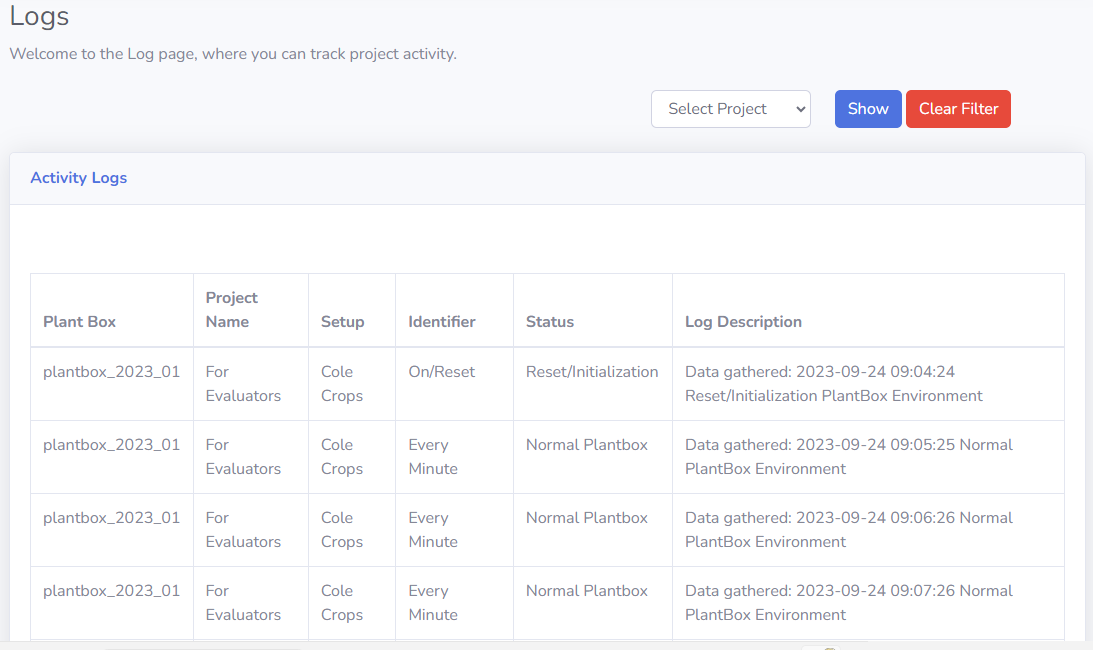 Logs
Welcome to the Log page, where you can track project activity.
Select Project Show Clear Filter
Activity Logs
Plant Box Project Name Setup Identifier Status Log Description
plantbox_2023_01 For Evaluators Cole Crops On/Reset Reset/Initialization Data gathered: 2023-09-24 09:04:24 Reset/Initialization PlantBox Environment
plantbox_2023_01 For Evaluators Cole Crops Every Minute Normal Plantbox Data gathered: 2023-09-24 09:05:25 Normal PlantBox Environment
plantbox_2023_01 For Evaluators Cole Crops Every Minute Normal Plantbox Data gathered: 2023-09-24 09:06:26 Normal PlantBox Environment
plantbox_2023_01 For Evaluators Cole Crops Every Minute Normal Plantbox Data gathered: 2023-09-24 09:07:26 Normal PlantBox Environment